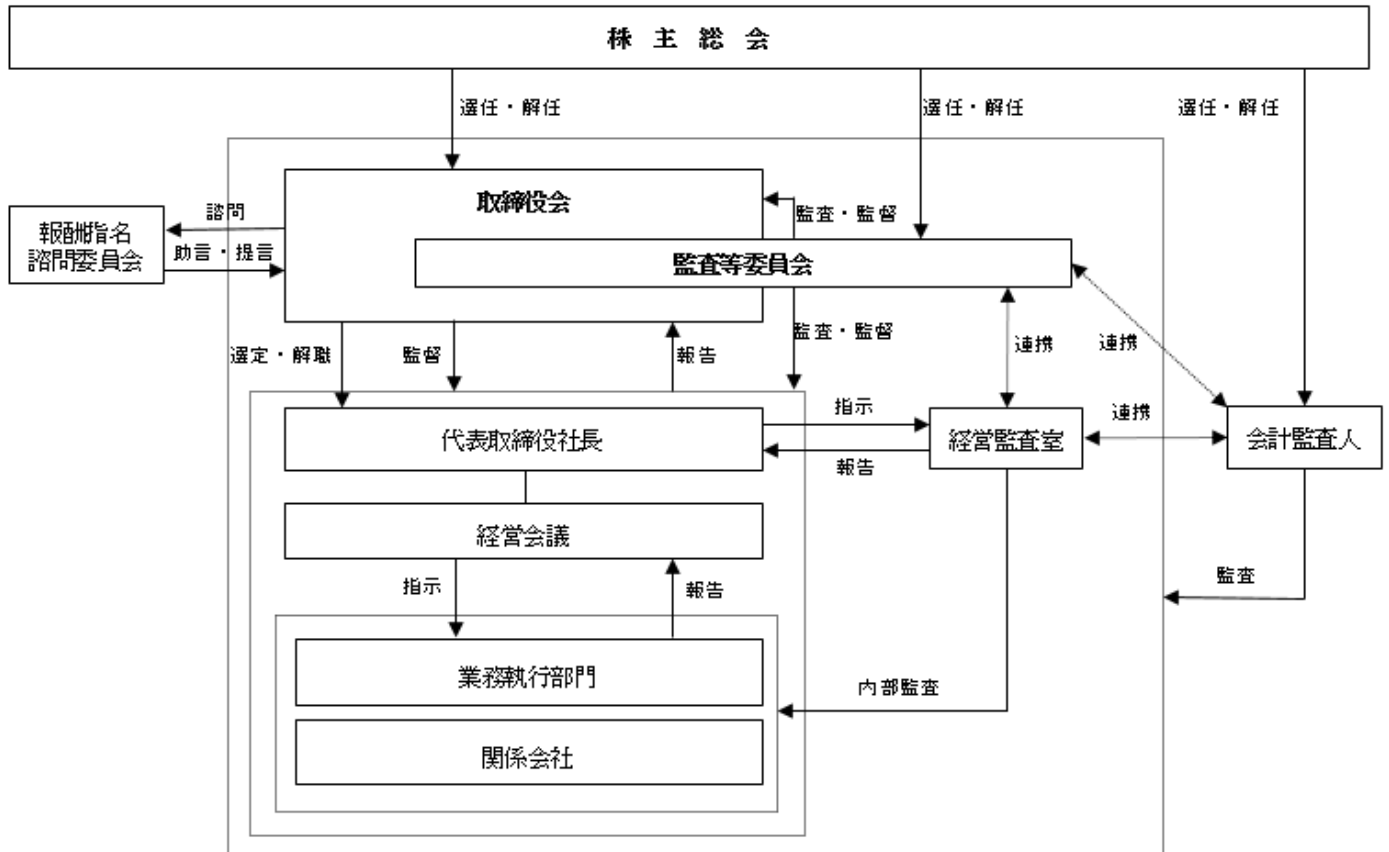 株 主 総 会
選任・解任
選任・解任
選任・解任
取締役会
諮問
監査・監督
報酬指名
諮問委員会
助言・提言
監査等委員会
選定・解職
監督
報告
監査・監督
連携
連携
指示
連携
代表取締役社長
経営監査室
会計監査人
報告
経営会議
指示
報告
監査
業務執行部門
内部監査
関係会社